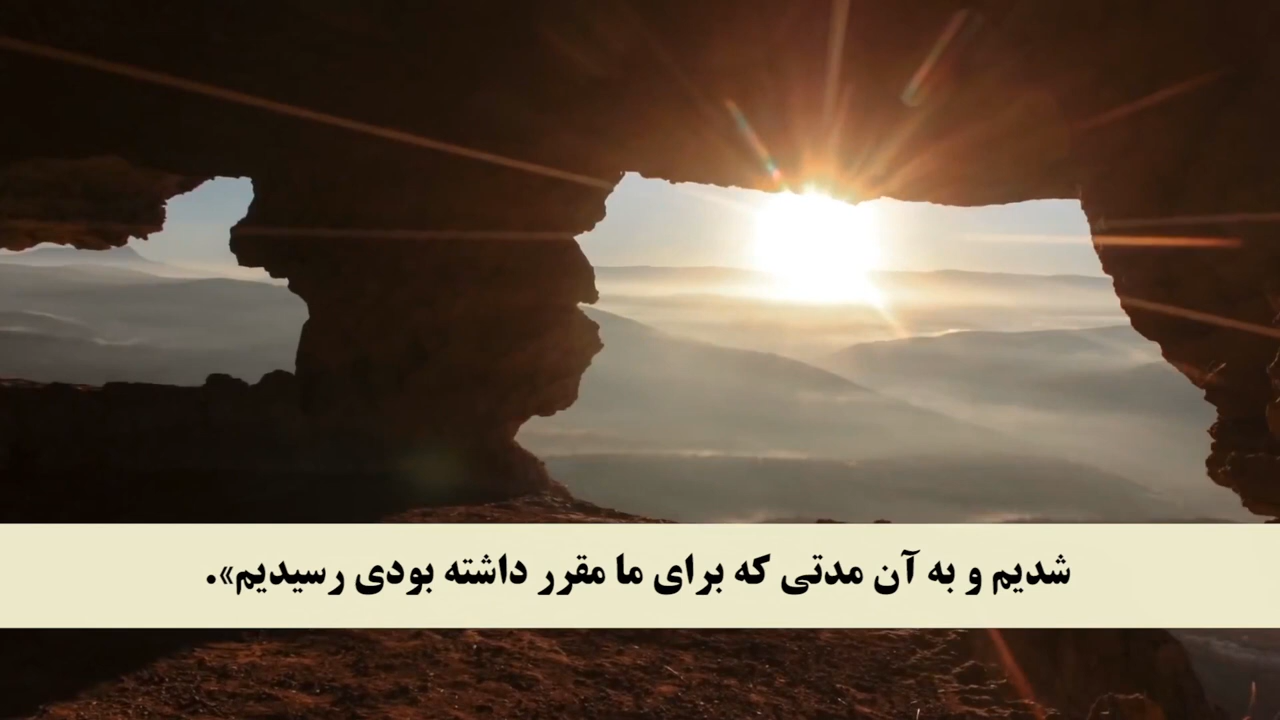 شدیم و به آن مدتی که برای ما مقرر داشته بودی رسیدیم».